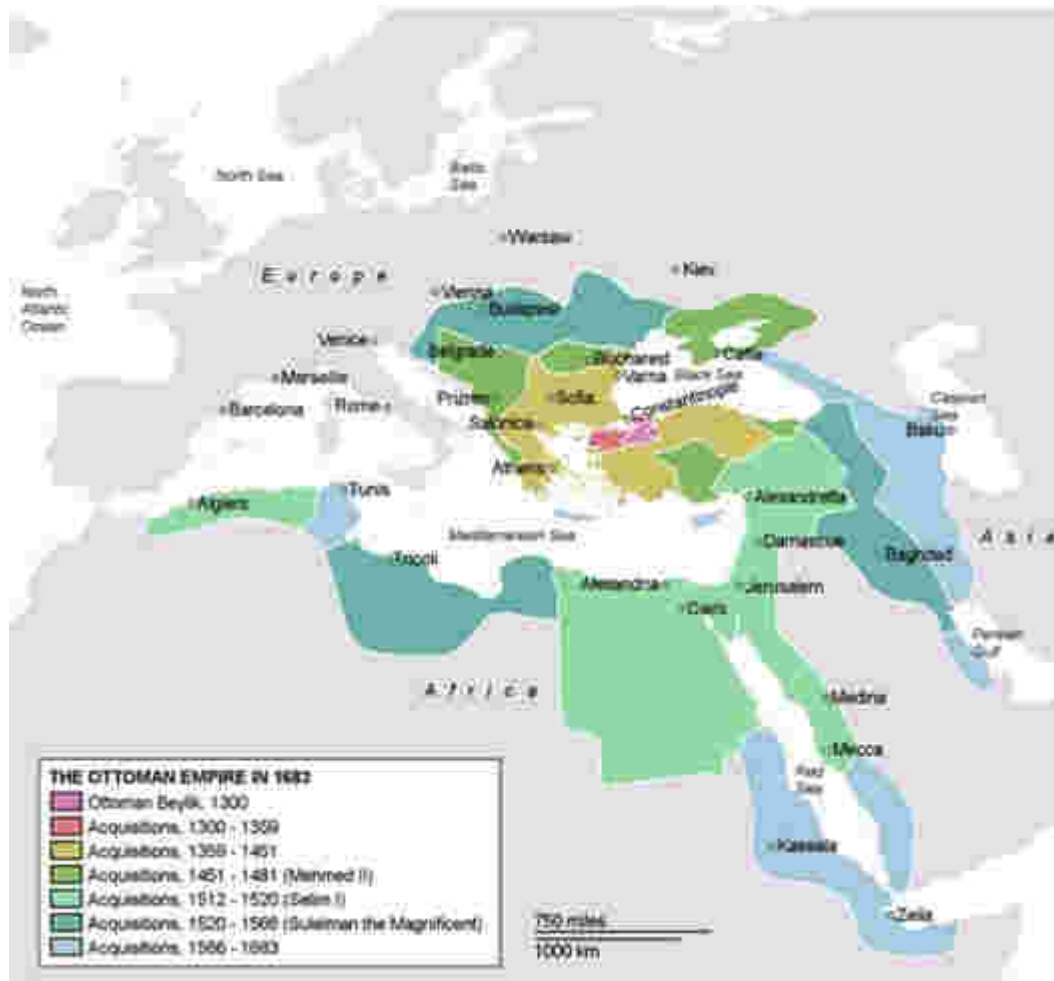 North Sea
Baltic
Sea
Warsaw
Europe
Kiev
North
Atlantic
Ocean
Vienna
Budapest
Venice
Belgrade
Bucharest
Caffa
Varna
Black Sea
Marseille
Constantinople
Caspian
Sea
Barcelona
Rome
Sofia
Salonica
Baku
Athens
Algiers
Tunis
Alexandretta
Mediterranean Sea
Damascus
Baghdad
Asia
Tripoli
Alexandria
Jerusalem
Cairo
Persian
Gulf
Africa
Medina
Mecca
Red
Sea
Kassala
Zeila
THE OTTOMAN EMPIRE IN 1683
Ottoman Beylik, 1300
Acquisitions, 1300 - 1359
Acquisitions, 1359 - 1451
Acquisitions, 1451 - 1481 (Mehmed II)
Acquisitions, 1512 - 1520 (Selim I)
Acquisitions, 1520 - 1566 (Suleiman the Magnificent)
Acquisitions, 1566 - 1683
750 miles
1000 km